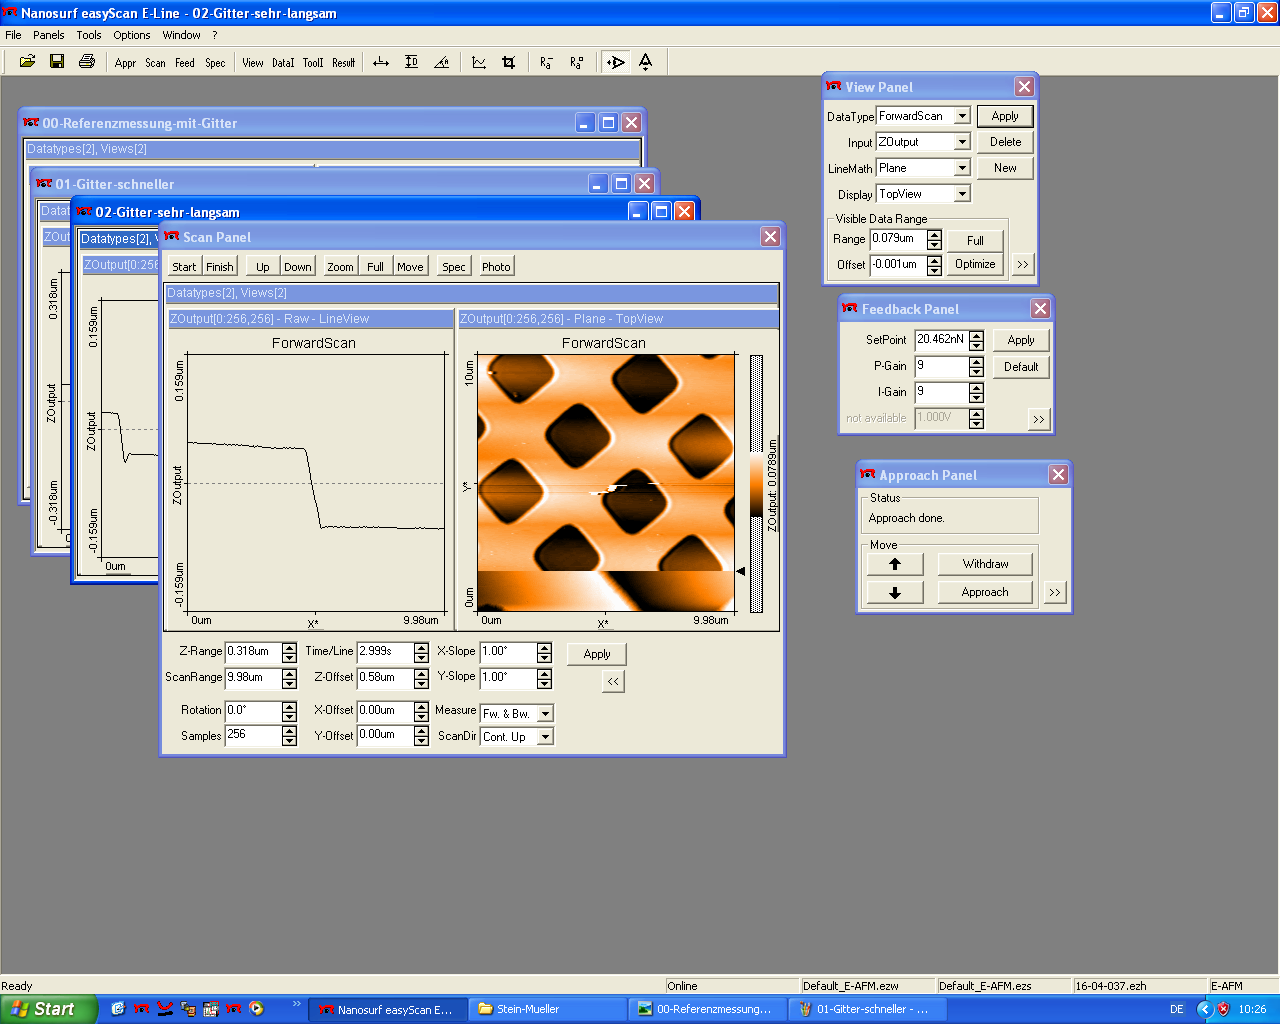 Nanosurf easyScan E-Line - 02-Gitter-sehr-langsam
File Panels Tools Options Window ?
Appr Scan Feed Spec View DataI ToolI Result
00-Referenzmessung-mit-Gitter
Datatypes[2], Views[2]
01-Gitter-schneller
02-Gitter-sehr-langsam
Datatypes[2], V
ZOutput[0:256
0.318um
ZOutput
-0.318um
0.159um
ZOutput
-0.159um
0um
Scan Panel
Start Finish Up Down Zoom Full Move Spec Photo
Datatypes[2], Views[2]
ZOutput[0:256,256] - Raw - LineView
ForwardScan
0.159um
ZOutput
-0.159um
0um X* 9.98um
ZOutput[0:256,256] - Plane - TopView
ForwardScan
10um
Y*
0um
0um X* 9.98um
ZOutput: 0.0789um
Z-Range 0.318um Time/Line 2.999s X-Slope 1.00° Apply
ScanRange 9.98um Z-Offset 0.58um Y-Slope 1.00° <<
Rotation 0.0° X-Offset 0.00um Measure Fw. & Bw.
Samples 256 Y-Offset 0.00um ScanDir Cont. Up
View Panel
DataType ForwardScan Apply
Input ZOutput Delete
LineMath Plane New
Display TopView
Visible Data Range
Range 0.079um Full
Offset -0.001um Optimize >>
Feedback Panel
SetPoint 20.462nN Apply
P-Gain 9 Default
I-Gain 9
not available 1.000V >>
Approach Panel
Status
Approach done.
Move
Withdraw
Approach >>
Ready Online Default_E-AFM.ezw Default_E-AFM.ezs 16-04-037.ezh E-AFM
Start Nanosurf easyScan E... Stein-Mueller 00-Referenzmessung... 01-Gitter-schneller - ... DE 10:26